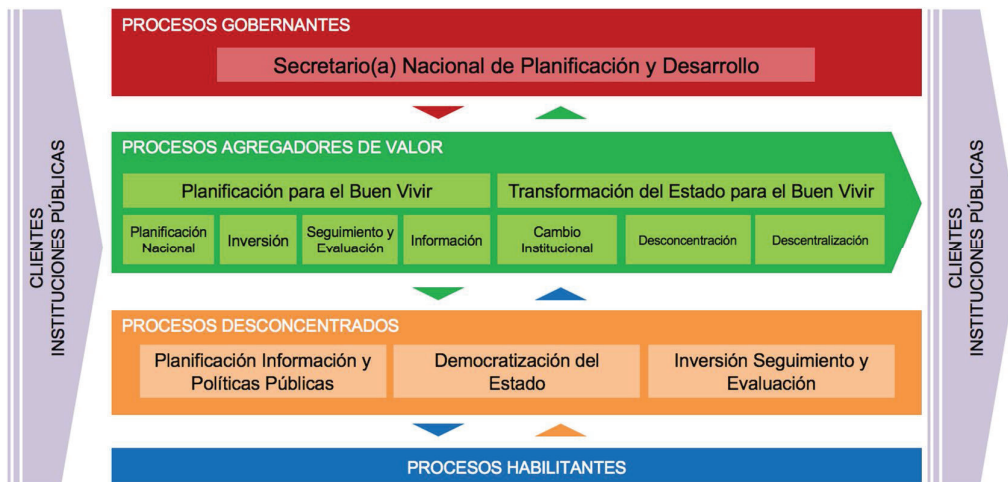 CLIENTES
INSTITUCIONES PÚBLICAS
PROCESOS GOBERNANTES
Secretario(a) Nacional de Planificación y Desarrollo
PROCESOS AGREGADORES DE VALOR
Planificación para el Buen Vivir
Transformación del Estado para el Buen Vivir
Planificación
Nacional
Inversión
Seguimiento y
Evaluación
Información
Cambio
Institucional
Desconcentración
Descentralización
PROCESOS DESCONCENTRADOS
Planificación Información y
Políticas Públicas
Democratización del
Estado
Inversión Seguimiento y
Evaluación
PROCESOS HABILITANTES
CLIENTES
INSTITUCIONES PÚBLICAS